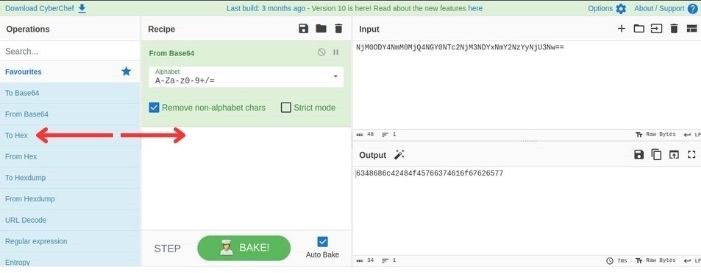 Download CyberChef
Last build: 3 months ago - Version 10 is here! Read about the new features here
Options
About / Support
Operations
Recipe
Input
Search...
From Base64
NjM0ODY4NmM0MjQ4NGY0NTc2NjM3NDYxNmY2NzYyNjU3Nw==
Favourites
Alphabet
A-Za-z0-9+/=
To Base64
Remove non-alphabet chars
Strict mode
From Base64
To Hex
48
1
Raw Bytes
LF
From Hex
Output
To Hexdump
6348686c42484f45766374616f67626577
From Hexdump
URL Decode
Regular expression
STEP
BAKE!
Auto Bake
Entropy
34
1
7ms
Raw Bytes
LF